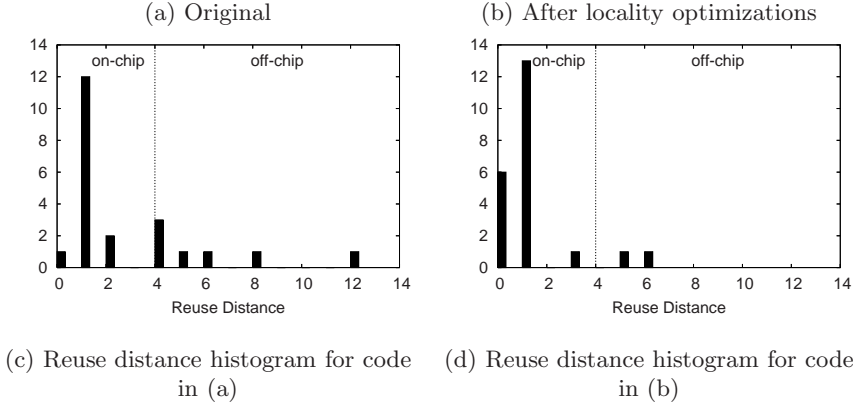 (a) Original
(b) After locality optimizations
14
12
10
8
6
4
2
0
on-chip
off-chip
0 2 4 6 8 10 12 14
Reuse Distance
14
12
10
8
6
4
2
0
on-chip
off-chip
0 2 4 6 8 10 12 14
Reuse Distance
(c) Reuse distance histogram for code
in (a)
(d) Reuse distance histogram for code
in (b)